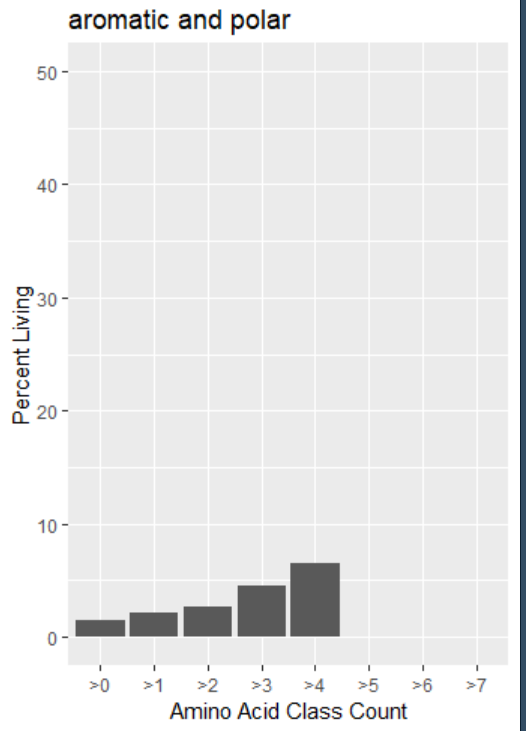 aromatic and polar
50
40
30
20
10
0
Percent Living
>0 >1 >2 >3 >4 >5 >6 >7
Amino Acid Class Count